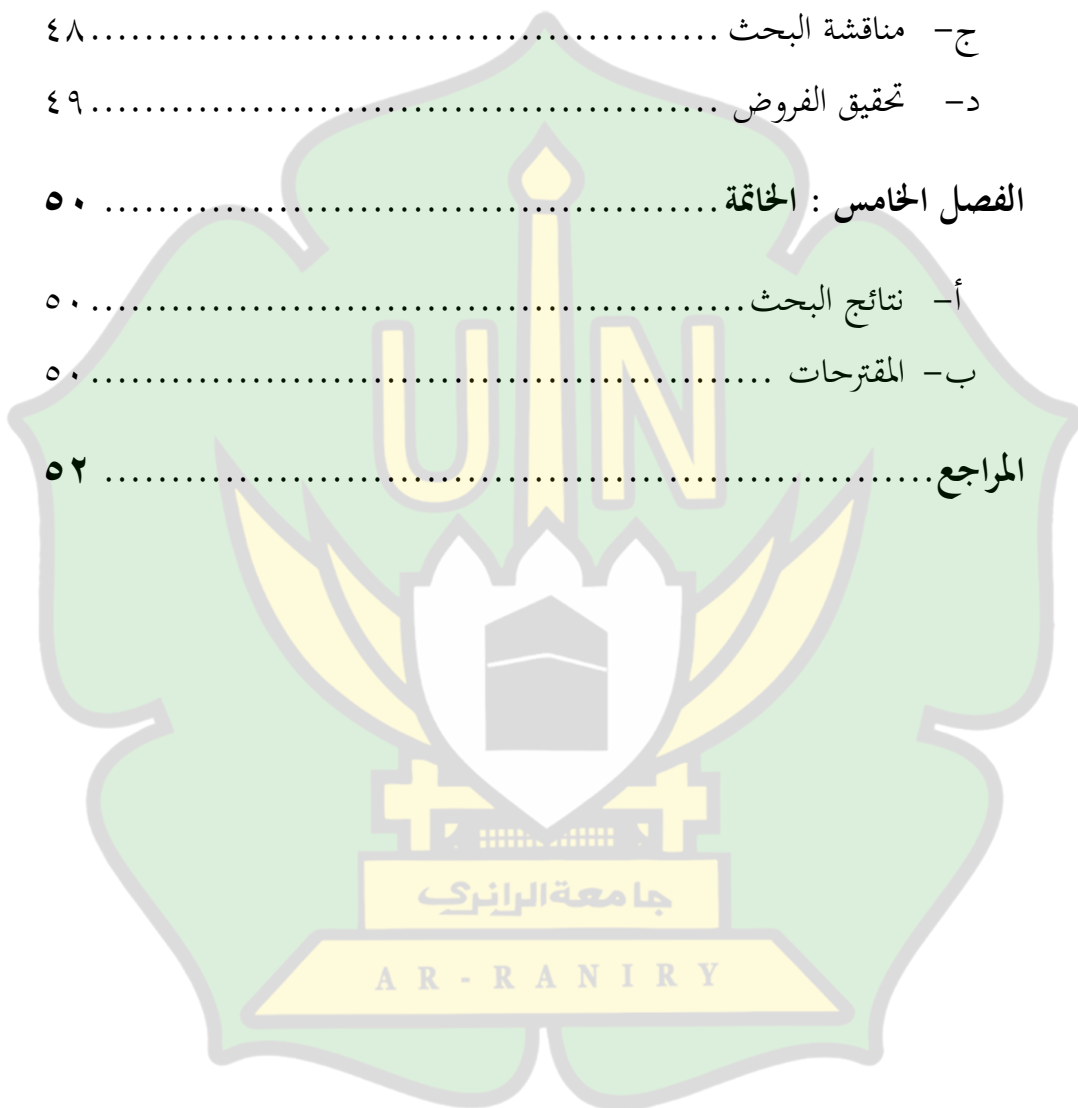 ج- مناقشة البحث ............................................... ٤٨
د- تحقيق الفروض ............................................... ٤٩
الفصل الخامس : الخاتمة .............................................. ٥٠
أ- نتائج البحث ................................................. ٥٠
ب- المقترحات ................................................... ٥٠
المراجع .............................................................. ٥٢
UIN
جامعة الرانري
AR-RANIRY